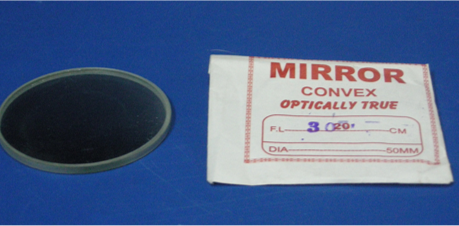 MIRROR
CONVEX
OPTICALLY TRUE
F.L CM
DIA 50MM